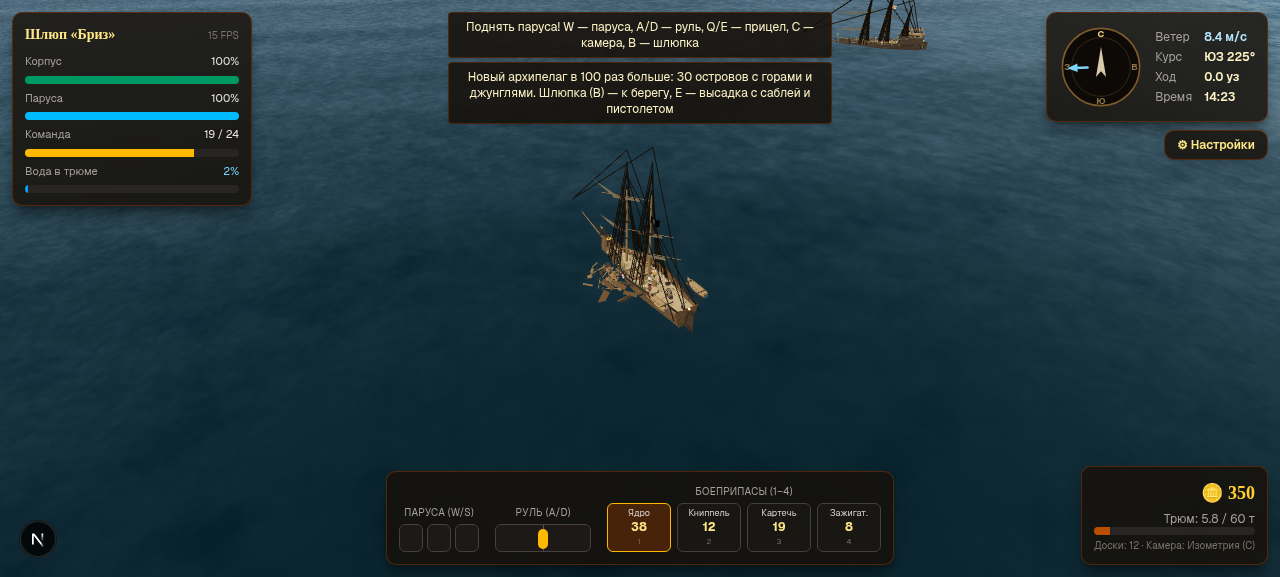 Шлюп «Бриз»
15 FPS
Корпус
100%
Паруса
100%
Команда
19 / 24
Вода в трюме
2%
Поднять паруса! W — паруса, A/D — руль, Q/E — прицел, C —
камера, B — шлюпка
Новый архипелаг в 100 раз больше: 30 островов с горами и
джунглями. Шлюпка (B) — к берегу, E — высадка с саблей и
пистолетом
С
З
В
Ю
Ветер
8.4 м/с
Курс
ЮЗ 225°
Ход
0.0 уз
Время
14:23
⚙ Настройки
ПАРУСА (W/S)
РУЛЬ (A/D)
БОЕПРИПАСЫ (1–4)
Ядро
38
1
Книппель
12
2
Картечь
19
3
Зажигат.
8
4
350
Трюм: 5.8 / 60 т
Доски: 12 · Камера: Изометрия (C)
N